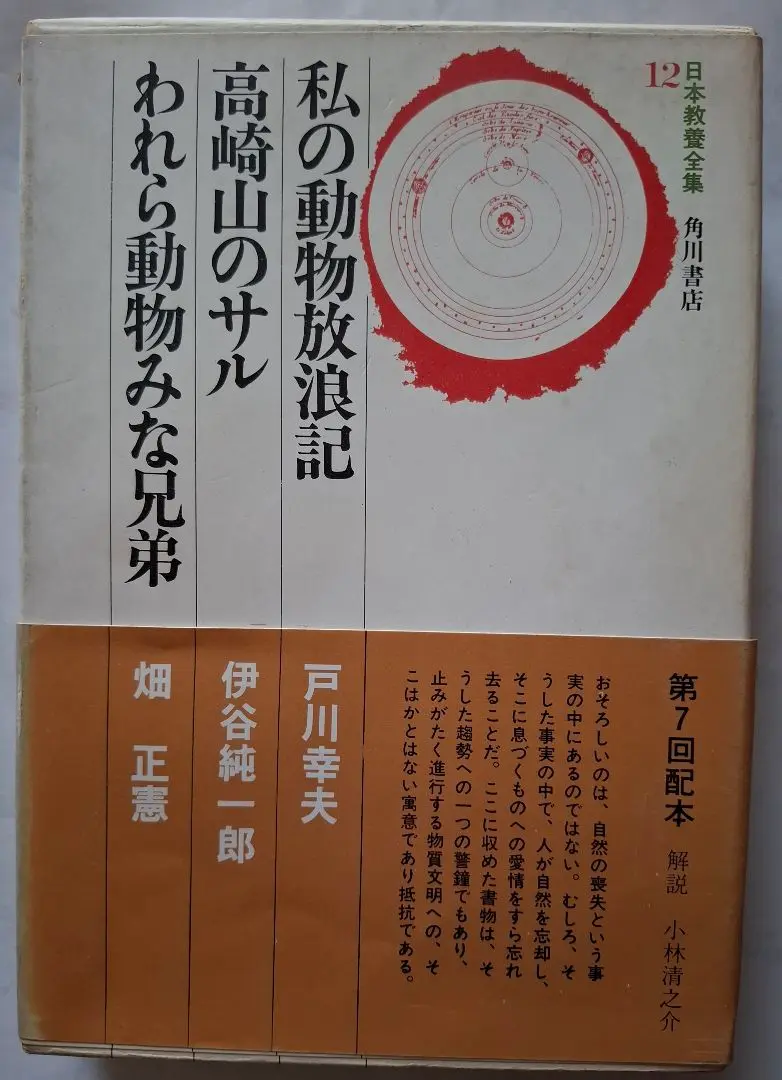 日本教養全集
12
角川書店
私の動物放浪記
高崎山のサル
われら動物みな兄弟
第7回配本
解説 小林清之介
おそろしいのは、自然の喪失という事
実の中にあるのではない。むしろ、そ
うした事実の中で、人が自然を忘却し、
そこに息づくものへの愛情をすら忘れ
去ることだ。ここに収めた書物は、そ
うした趨勢への一つの警鐘でもあり、
止みがたく進行する物質文明への、そ
こはかとはない寓意であり抵抗である。
戸川幸夫
伊谷純一郎
畑 正憲